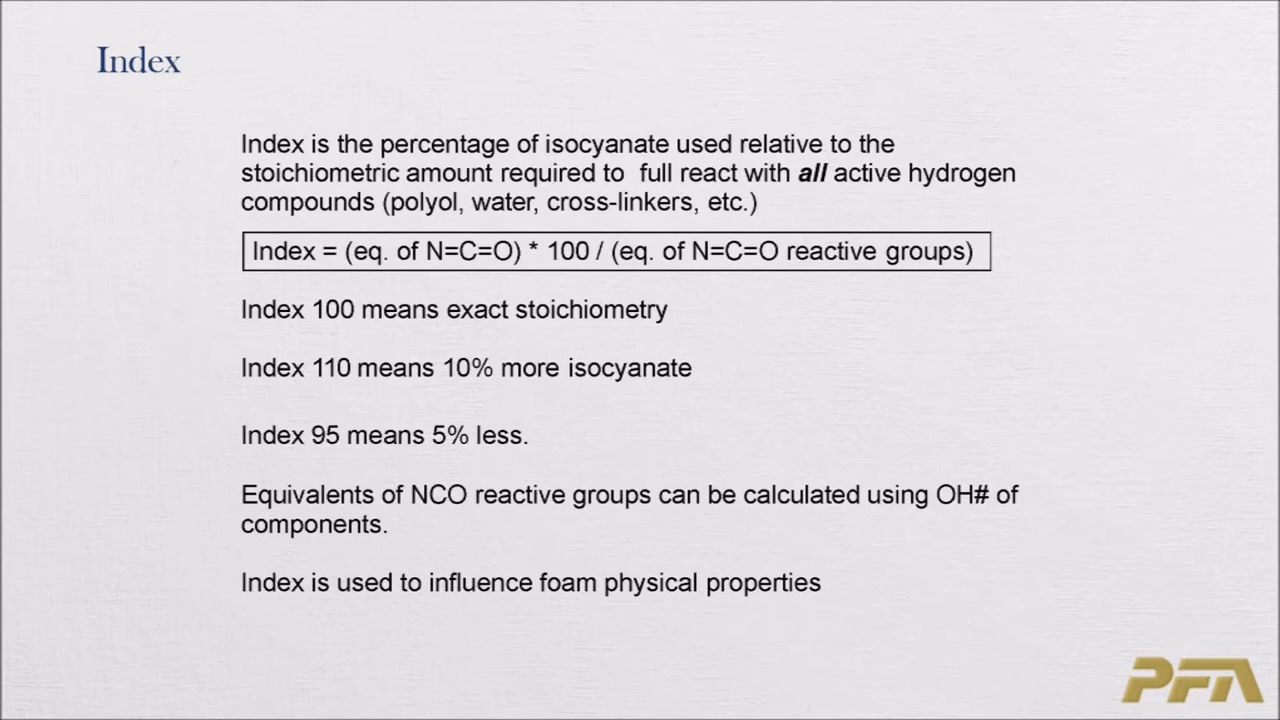 Index
Index is the percentage of isocyanate used relative to the
stoichiometric amount required to  full react with all active hydrogen
compounds (polyol, water, cross-linkers, etc.)
Index = (eq. of N=C=O) * 100 / (eq. of N=C=O reactive groups)
Index 100 means exact stoichiometry
Index 110 means 10% more isocyanate
Index 95 means 5% less.
Equivalents of NCO reactive groups can be calculated using OH# of
components.
Index is used to influence foam physical properties
PFA